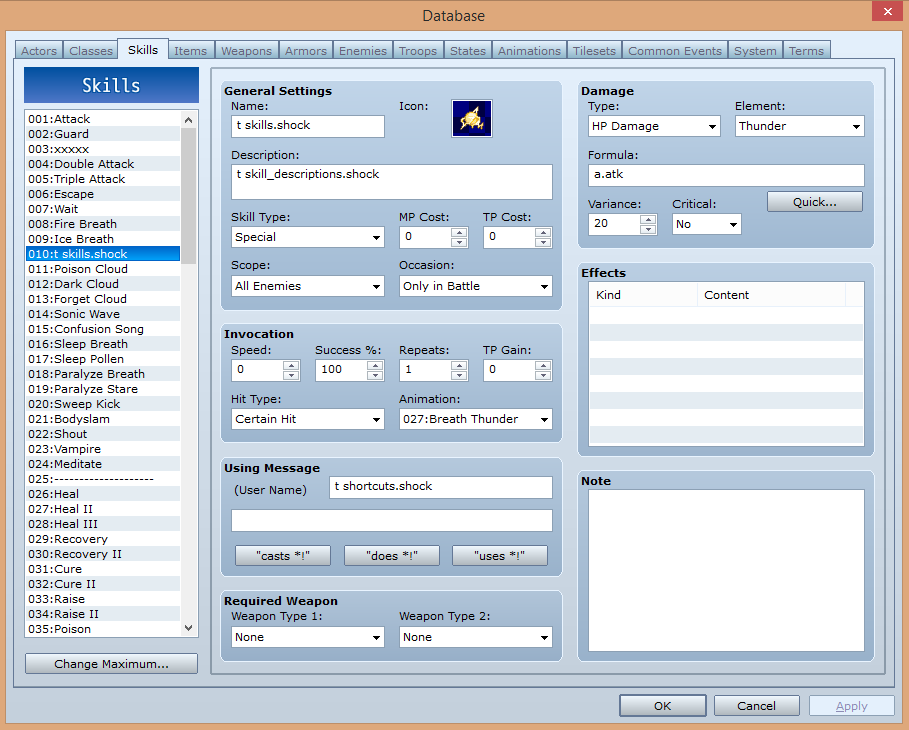 Database
Actors Classes Skills Items Weapons Armors Enemies Troops States Animations Tilesets Common Events System Terms
Skills
001:Attack
002:Guard
003:xxxxx
004:Double Attack
005:Triple Attack
006:Escape
007:Wait
008:Fire Breath
009:Ice Breath
010:t skills.shock
011:Poison Cloud
012:Dark Cloud
013:Forget Cloud
014:Sonic Wave
015:Confusion Song
016:Sleep Breath
017:Sleep Pollen
018:Paralyze Breath
019:Paralyze Stare
020:Sweep Kick
021:Bodyslam
022:Shout
023:Vampire
024:Meditate
025:--------------------
026:Heal
027:Heal II
028:Heal III
029:Recovery
030:Recovery II
031:Cure
032:Cure II
033:Raise
034:Raise II
035:Poison
Change Maximum...
General Settings
Name: Icon:
t skills.shock
Description:
t skill_descriptions.shock
Skill Type: MP Cost: TP Cost:
Special 0 0
Scope: Occasion:
All Enemies Only in Battle
Invocation
Speed: Success %: Repeats: TP Gain:
0 100 1 0
Hit Type: Animation:
Certain Hit 027:Breath Thunder
Using Message
(User Name) t shortcuts.shock
"casts *!" "does *!" "uses *!"
Required Weapon
Weapon Type 1: Weapon Type 2:
None None
Damage
Type: Element:
HP Damage Thunder
Formula:
a.atk
Variance: Critical: Quick...
20 No
Effects
Kind Content
Note
OK Cancel Apply